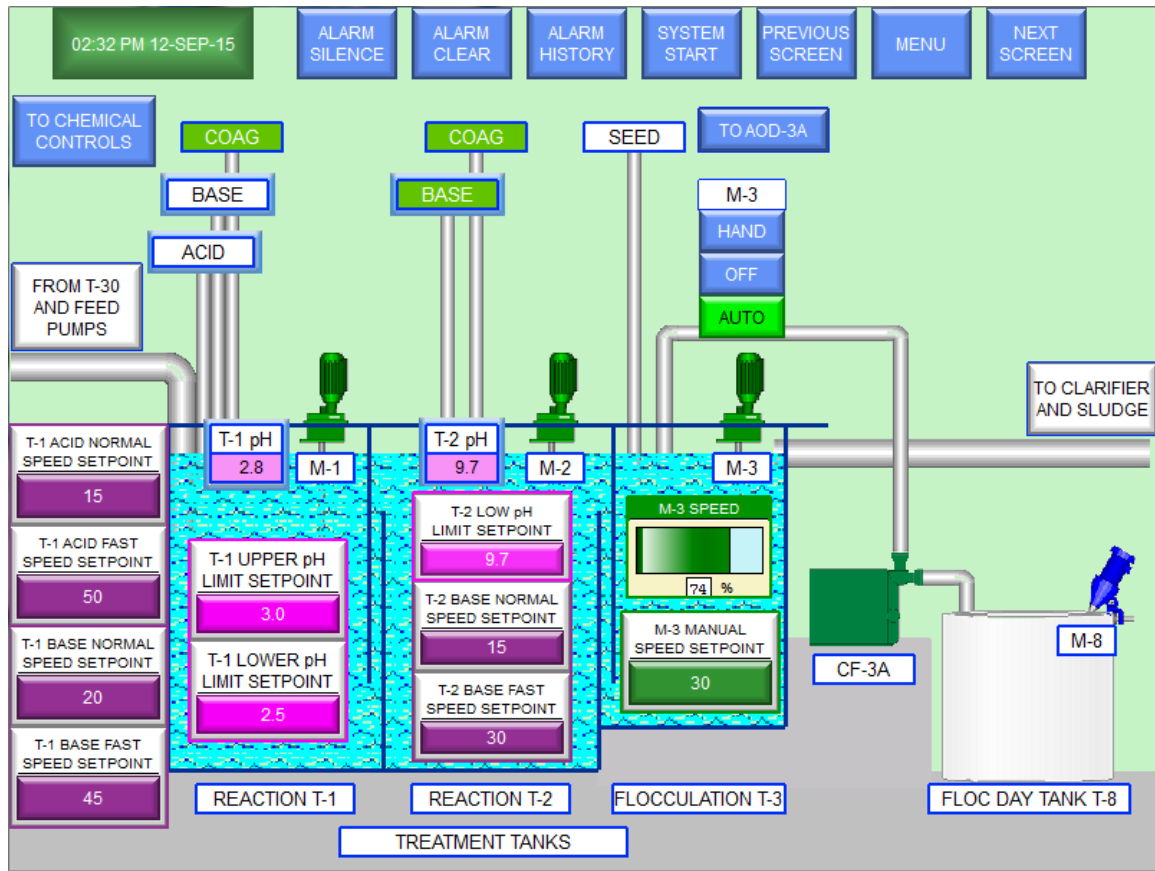 02:32 PM 12-SEP-15
ALARM
SILENCE
ALARM
CLEAR
ALARM
HISTORY
SYSTEM
START
PREVIOUS
SCREEN
MENU
NEXT
SCREEN
TO CHEMICAL
CONTROLS
COAG
BASE
ACID
COAG
BASE
SEED
TO AOD-3A
M-3
HAND
OFF
AUTO
FROM T-30
AND FEED
PUMPS
TO CLARIFIER
AND SLUDGE
T-1 ACID NORMAL
SPEED SETPOINT
15
T-1 ACID FAST
SPEED SETPOINT
50
T-1 BASE NORMAL
SPEED SETPOINT
20
T-1 BASE FAST
SPEED SETPOINT
45
T-1 pH
2.8
M-1
T-1 UPPER pH
LIMIT SETPOINT
3.0
T-1 LOWER pH
LIMIT SETPOINT
2.5
T-2 pH
9.7
M-2
T-2 LOW pH
LIMIT SETPOINT
9.7
T-2 BASE NORMAL
SPEED SETPOINT
15
T-2 BASE FAST
SPEED SETPOINT
30
M-3
M-3 SPEED
74 %
M-3 MANUAL
SPEED SETPOINT
30
CF-3A
M-8
REACTION T-1
REACTION T-2
FLOCCULATION T-3
FLOC DAY TANK T-8
TREATMENT TANKS